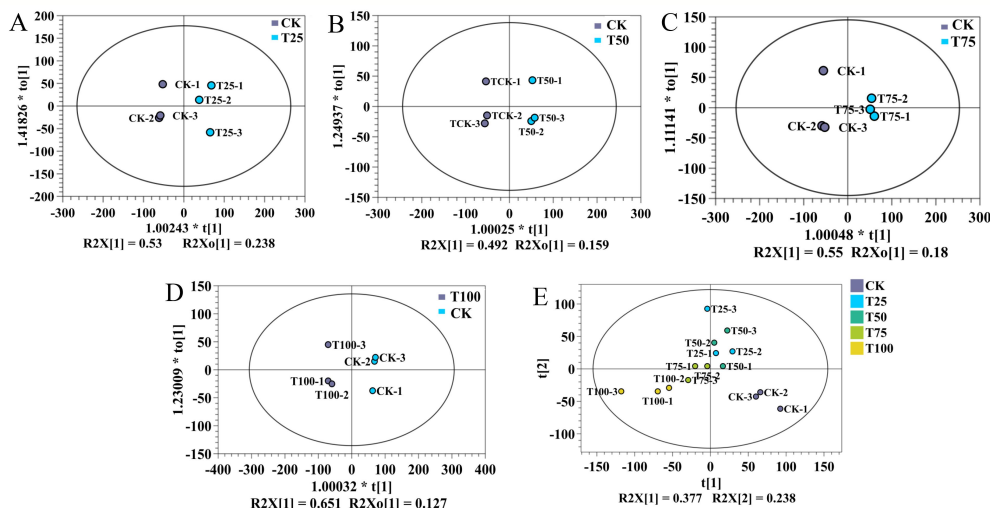 A
CK
T25
1.41826 * to[1]
200
150
100
50
0
-50
-100
-150
-200
CK-1
T25-1
T25-2
CK-2
CK-3
T25-3
-300 -200 -100 0 100 200 300
1.00243 * t[1]
R2X[1] = 0.53 R2Xo[1] = 0.238
B
CK
T50
1.24937 * to[1]
150
100
50
0
-50
-100
-150
TCK-1
T50-1
TCK-2
T50-3
TCK-3
T50-2
-300 -200 -100 0 100 200 300
1.00025 * t[1]
R2X[1] = 0.492 R2Xo[1] = 0.159
C
CK
T75
1.11141 * to[1]
150
100
50
0
-50
-100
-150
CK-1
T75-2
T75-3
T75-1
CK-2
CK-3
-300 -200 -100 0 100 200 300
1.00048 * t[1]
R2X[1] = 0.55 R2Xo[1] = 0.18
D
T100
CK
1.23009 * to[1]
150
100
50
0
-50
-100
-150
T100-3
CK-3
CK-2
T100-1
T100-2
CK-1
-400 -300 -200 -100 0 100 200 300 400
1.00032 * t[1]
R2X[1] = 0.651 R2Xo[1] = 0.127
E
CK
T25
T50
T75
T100
t[2]
100
50
0
-50
-100
T25-3
T50-3
T50-2
T25-1
T25-2
T75-1
T50-1
T100-2
T75-2
T75-3
T100-3
T100-1
CK-2
CK-3
CK-1
-150 -100 -50 0 50 100 150
t[1]
R2X[1] = 0.377 R2X[2] = 0.238